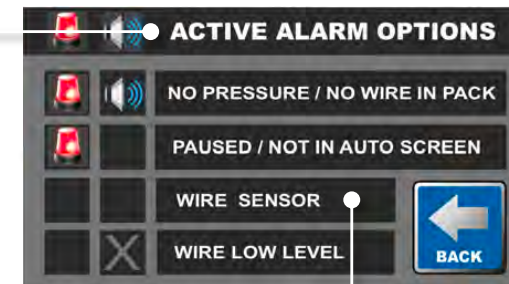 ACTIVE ALARM OPTIONS
NO PRESSURE / NO WIRE IN PACK
PAUSED / NOT IN AUTO SCREEN
WIRE SENSOR
WIRE LOW LEVEL
BACK